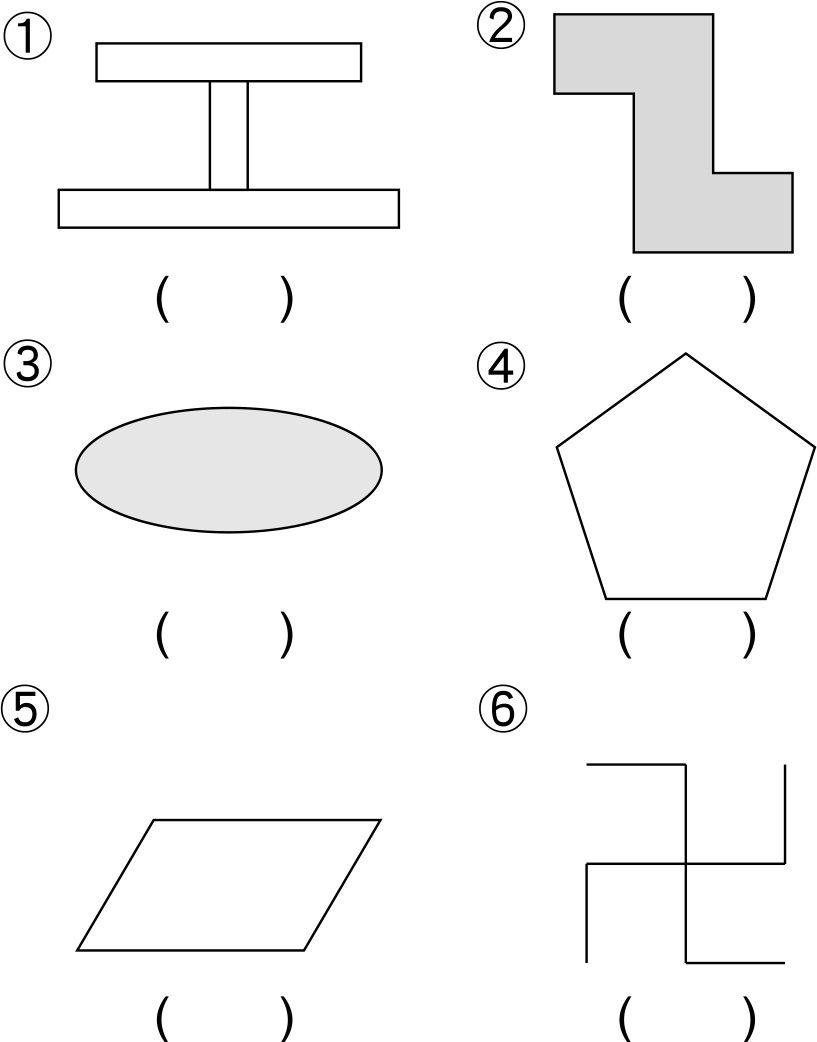 ① ②
( ) ( )
③ ④
( ) ( )
⑤ ⑥
( ) ( )